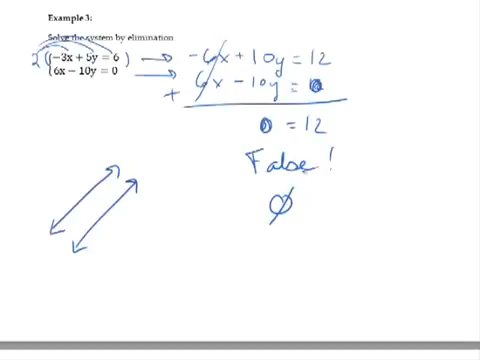 Example 3:
Solve the system by elimination
2 ( { −3x + 5y = 6 ) → −6x + 10y = 12
{ 6x − 10y = 0 → 6x − 10y = 0
+
0 = 12
False!
∅